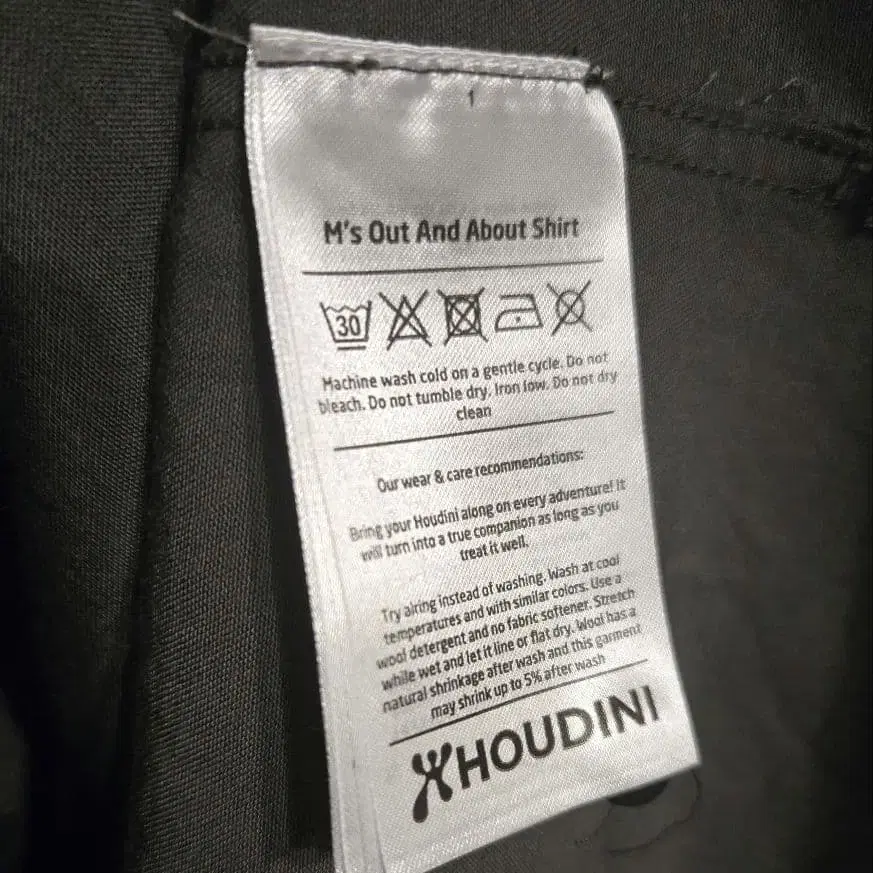 M's Out And About Shirt
30
Machine wash cold on a gentle cycle. Do not
bleach. Do not tumble dry. Iron low. Do not dry
clean
Our wear & care recommendations:
Bring your Houdini along on every adventure! It
will turn into a true companion as long as you
treat it well.
Try airing instead of washing. Wash at cool
temperatures and with similar colors. Use a
wool detergent and no fabric softener. Stretch
while wet and let it line or flat dry. Wool has a
natural shrinkage after wash and this garment
may shrink up to 5% after wash
HOUDINI